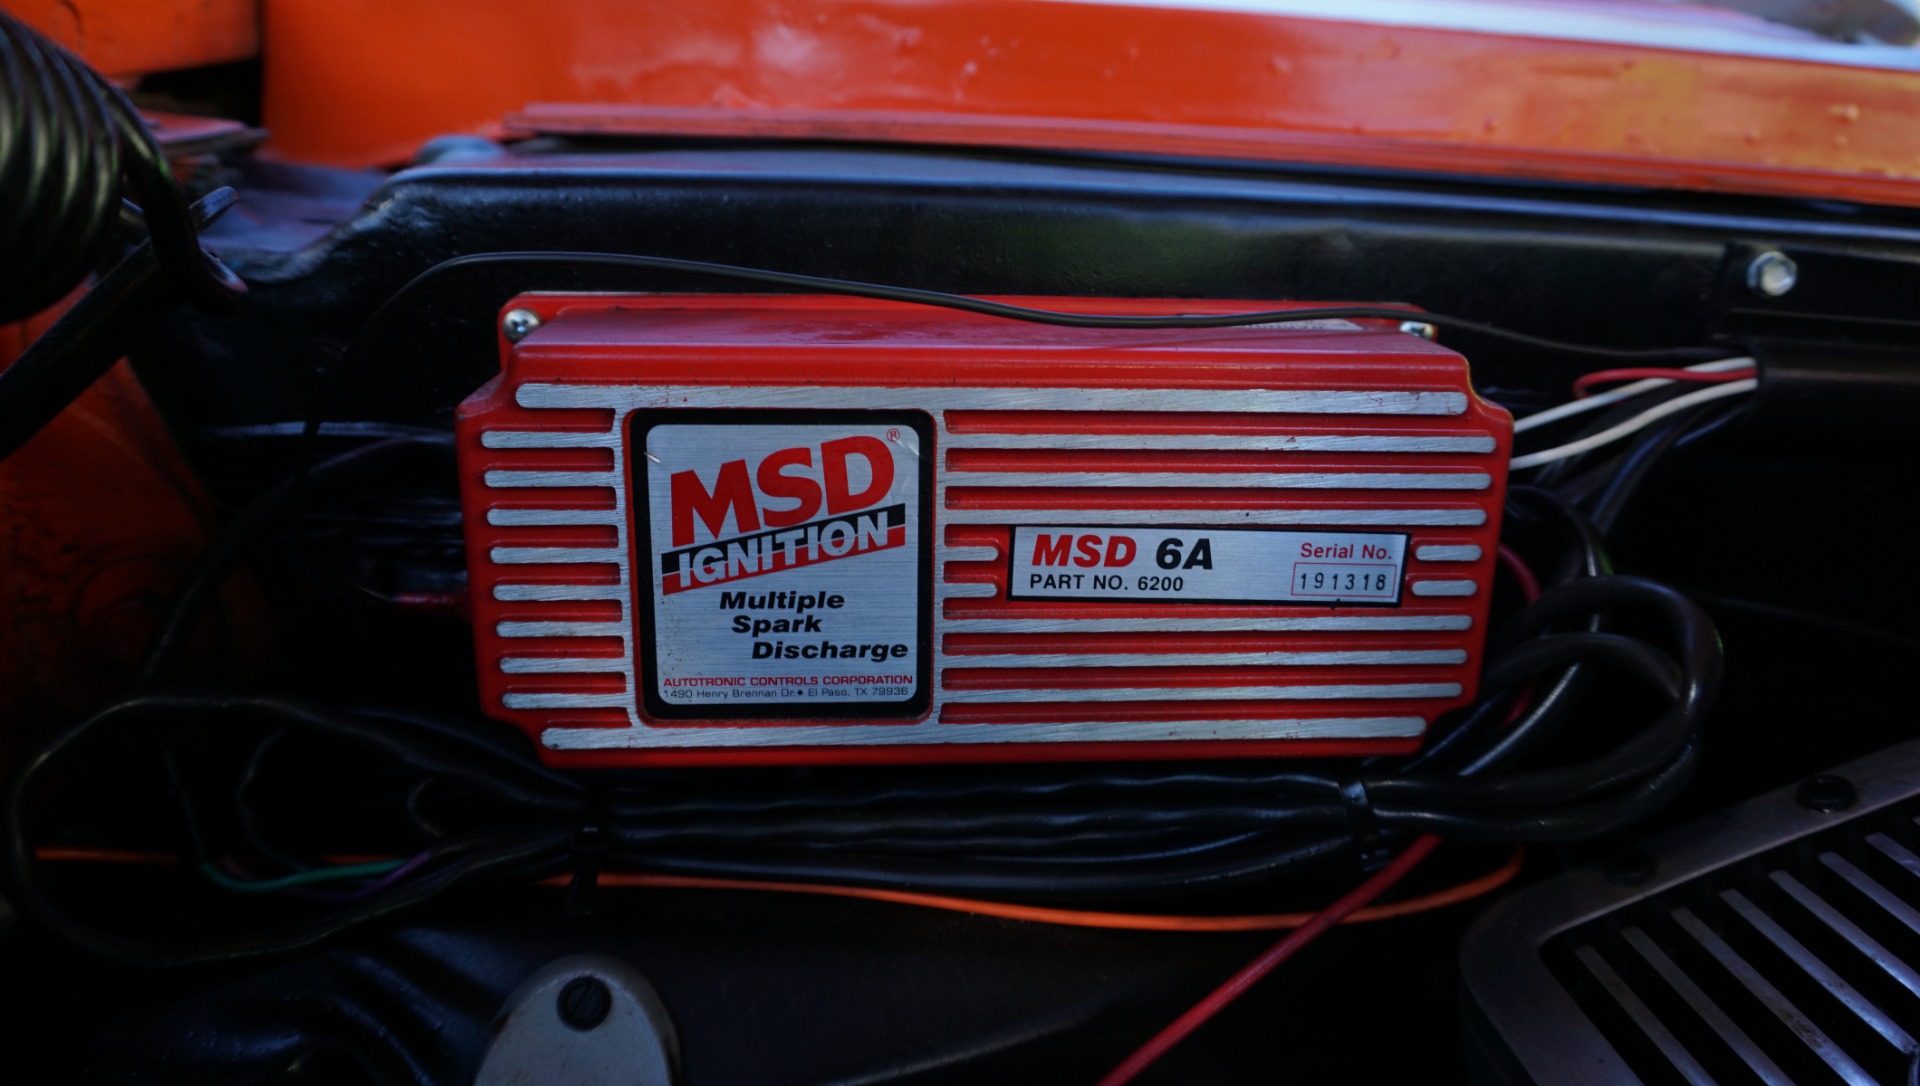 MSD®
IGNITION
Multiple
Spark
Discharge
AUTOTRONIC CONTROLS CORPORATION
1490 Henry Brennan Dr. • El Paso, TX 79936
MSD 6A
PART NO. 6200
Serial No.
191318